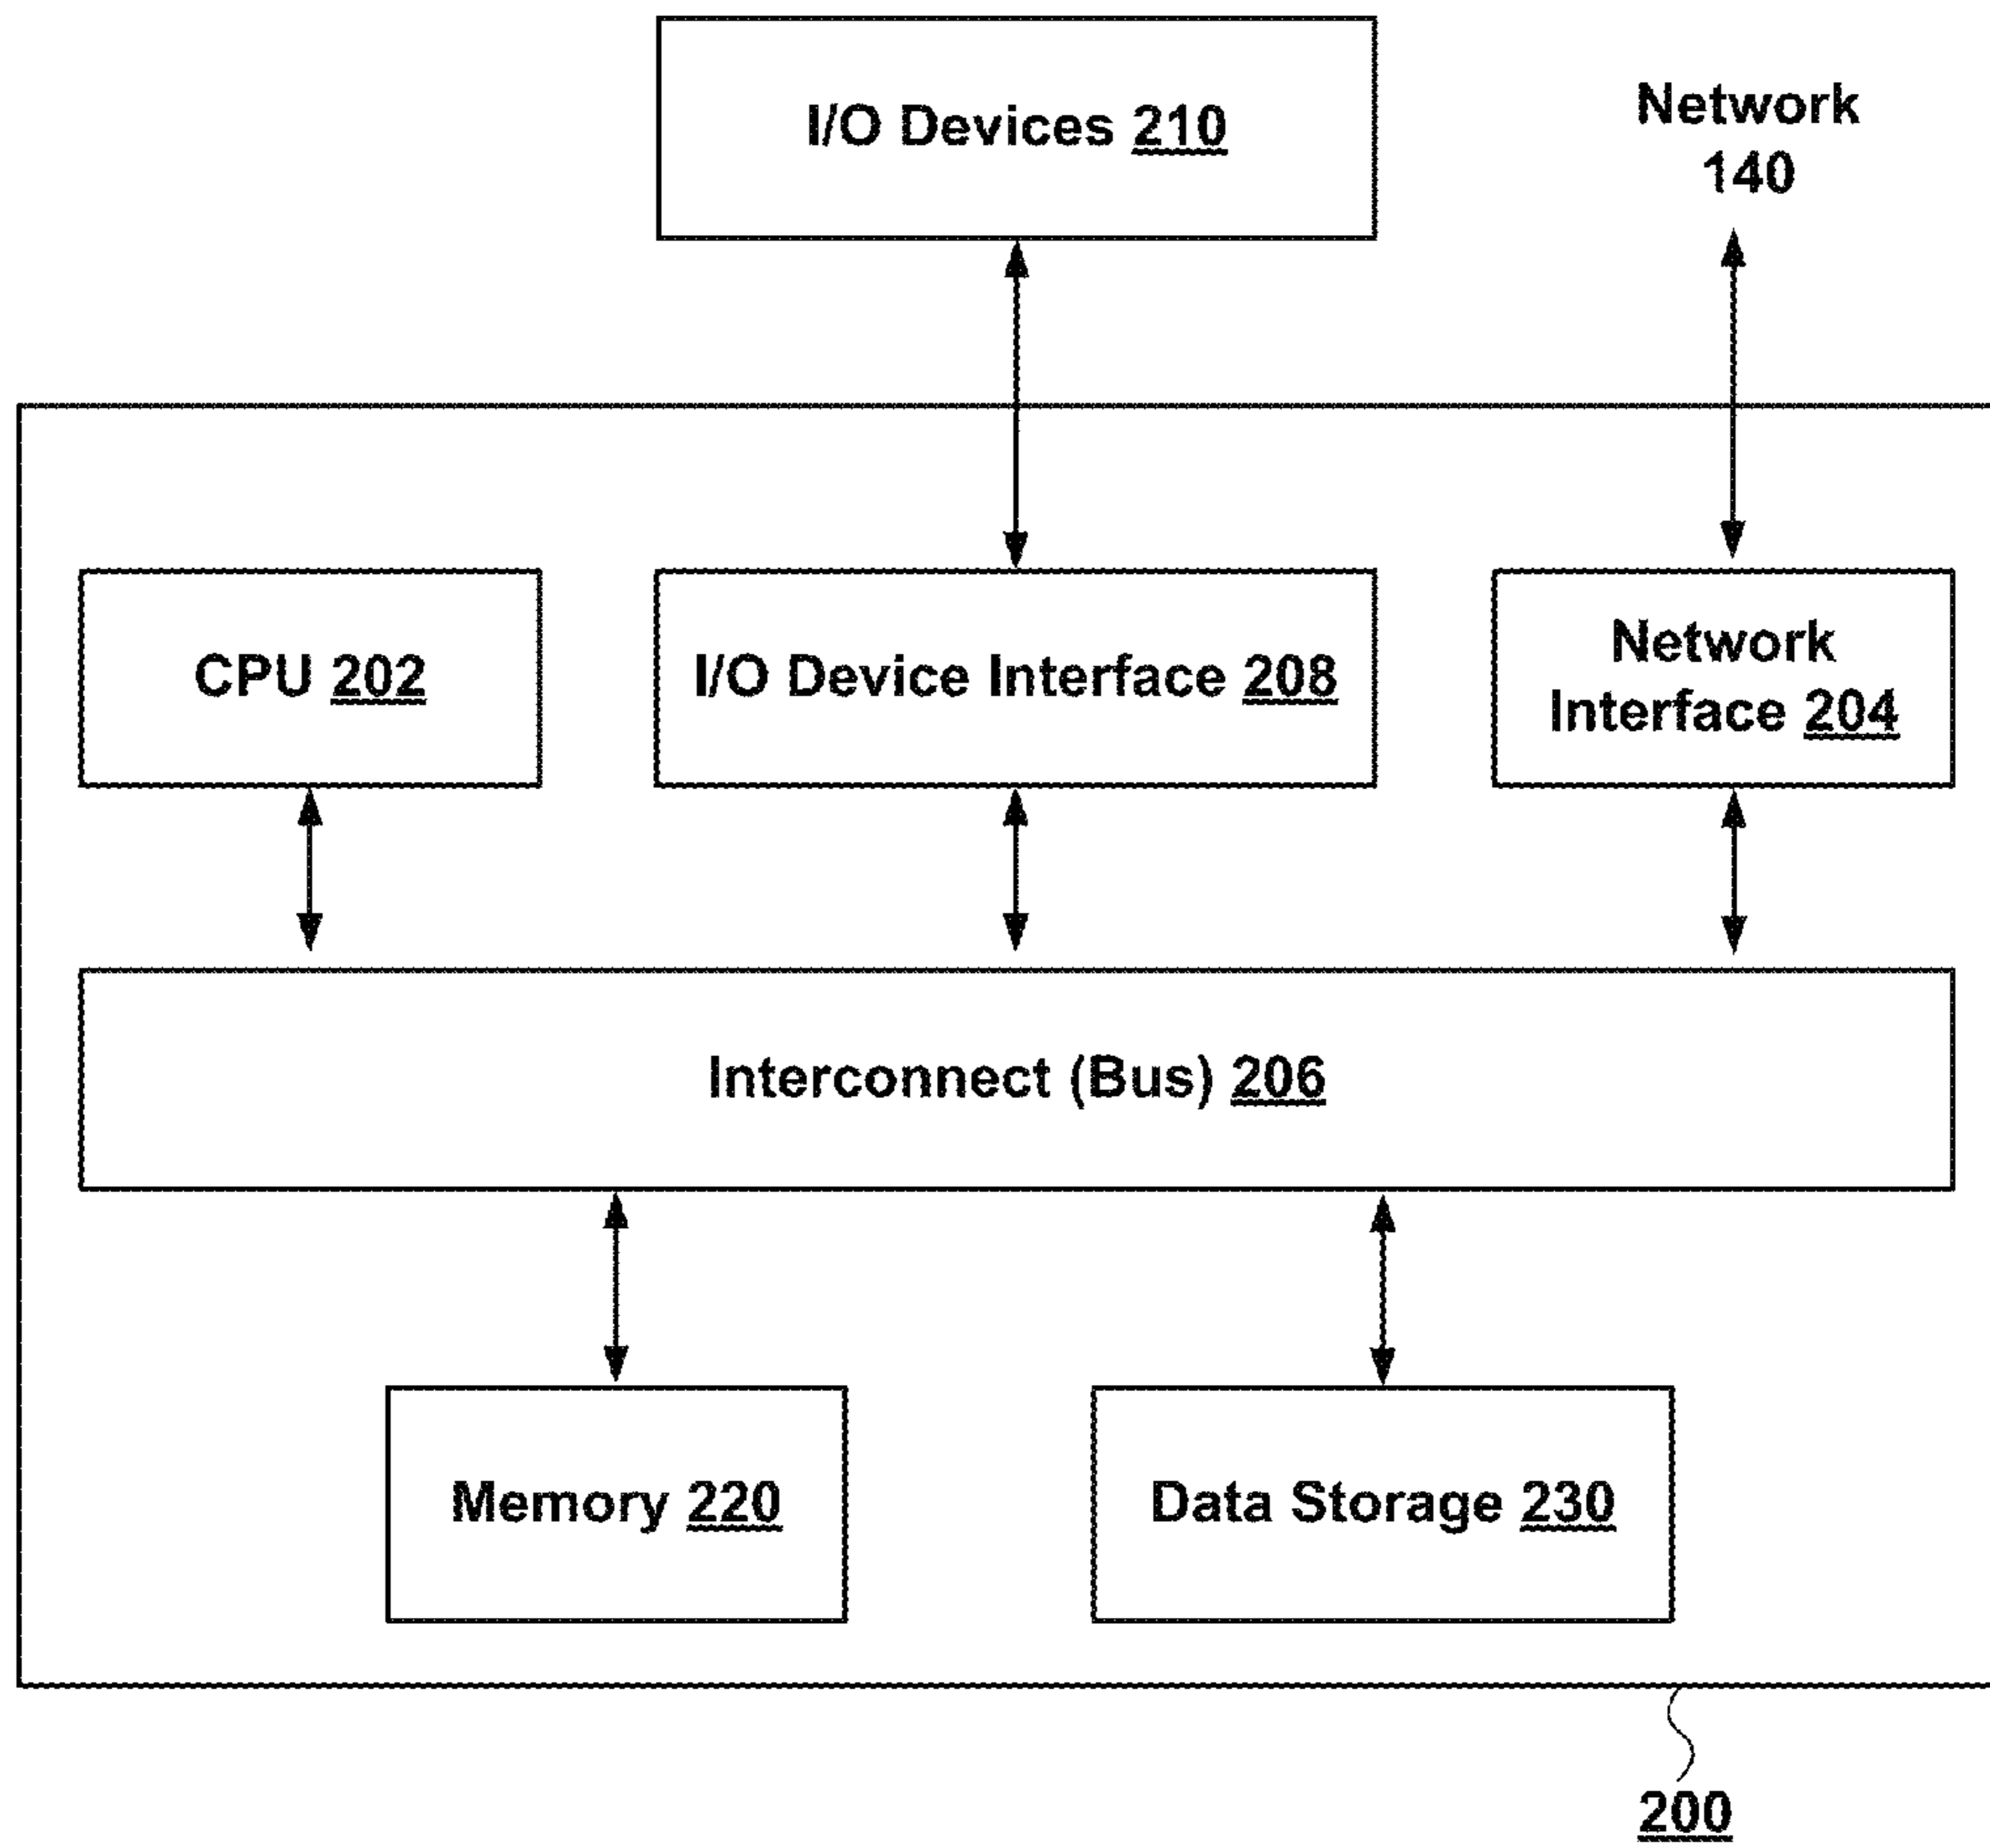 I/O Devices 210
Network
140
CPU 202
I/O Device Interface 208
Network
Interface 204
Interconnect (Bus) 206
Memory 220
Data Storage 230
200